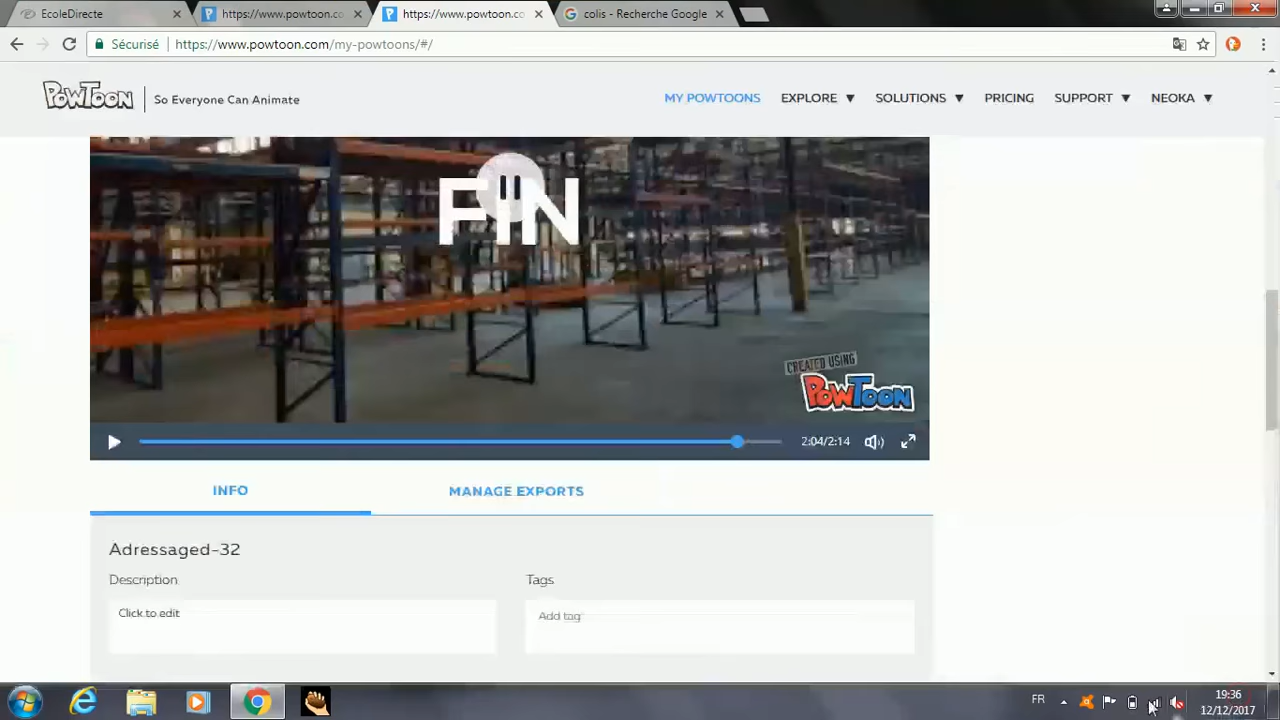 EcoleDirecte
https://www.powtoon.co
https://www.powtoon.co
colis - Recherche Google
Sécurisé
https://www.powtoon.com/my-powtoons/#/
POWTOON
So Everyone Can Animate
MY POWTOONS
EXPLORE
SOLUTIONS
PRICING
SUPPORT
NEOKA
FIN
CREATED USING
POWTOON
2:04/2:14
INFO
MANAGE EXPORTS
Adressaged-32
Description
Tags
Click to edit
Add tag
FR
19:36
12/12/2017